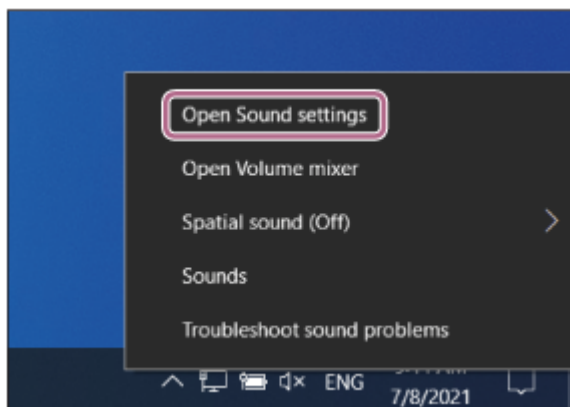 Open Sound settings
Open Volume mixer
Spatial sound (Off)
Sounds
Troubleshoot sound problems
ENG
7/8/2021